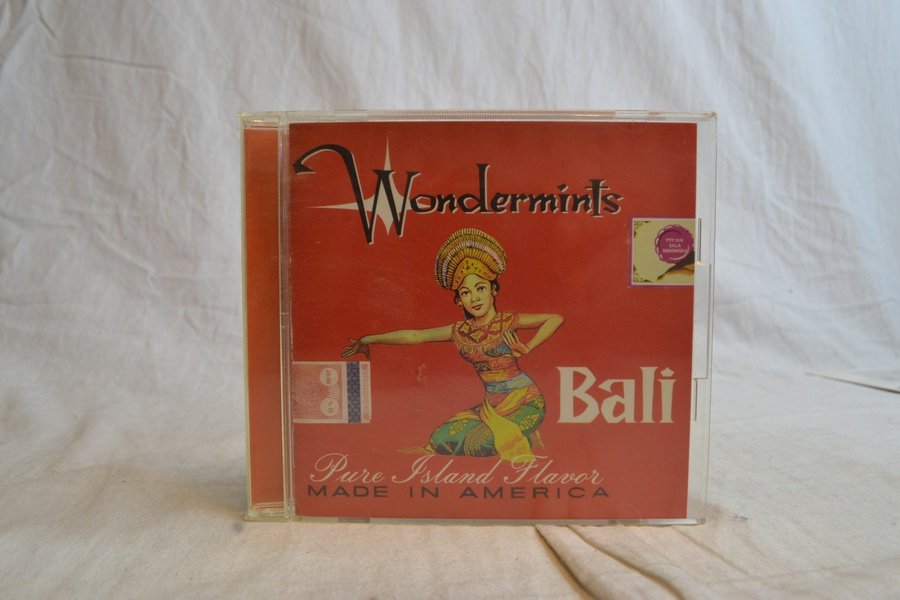 Wondermints
Bali
Pure Island Flavor
MADE IN AMERICA